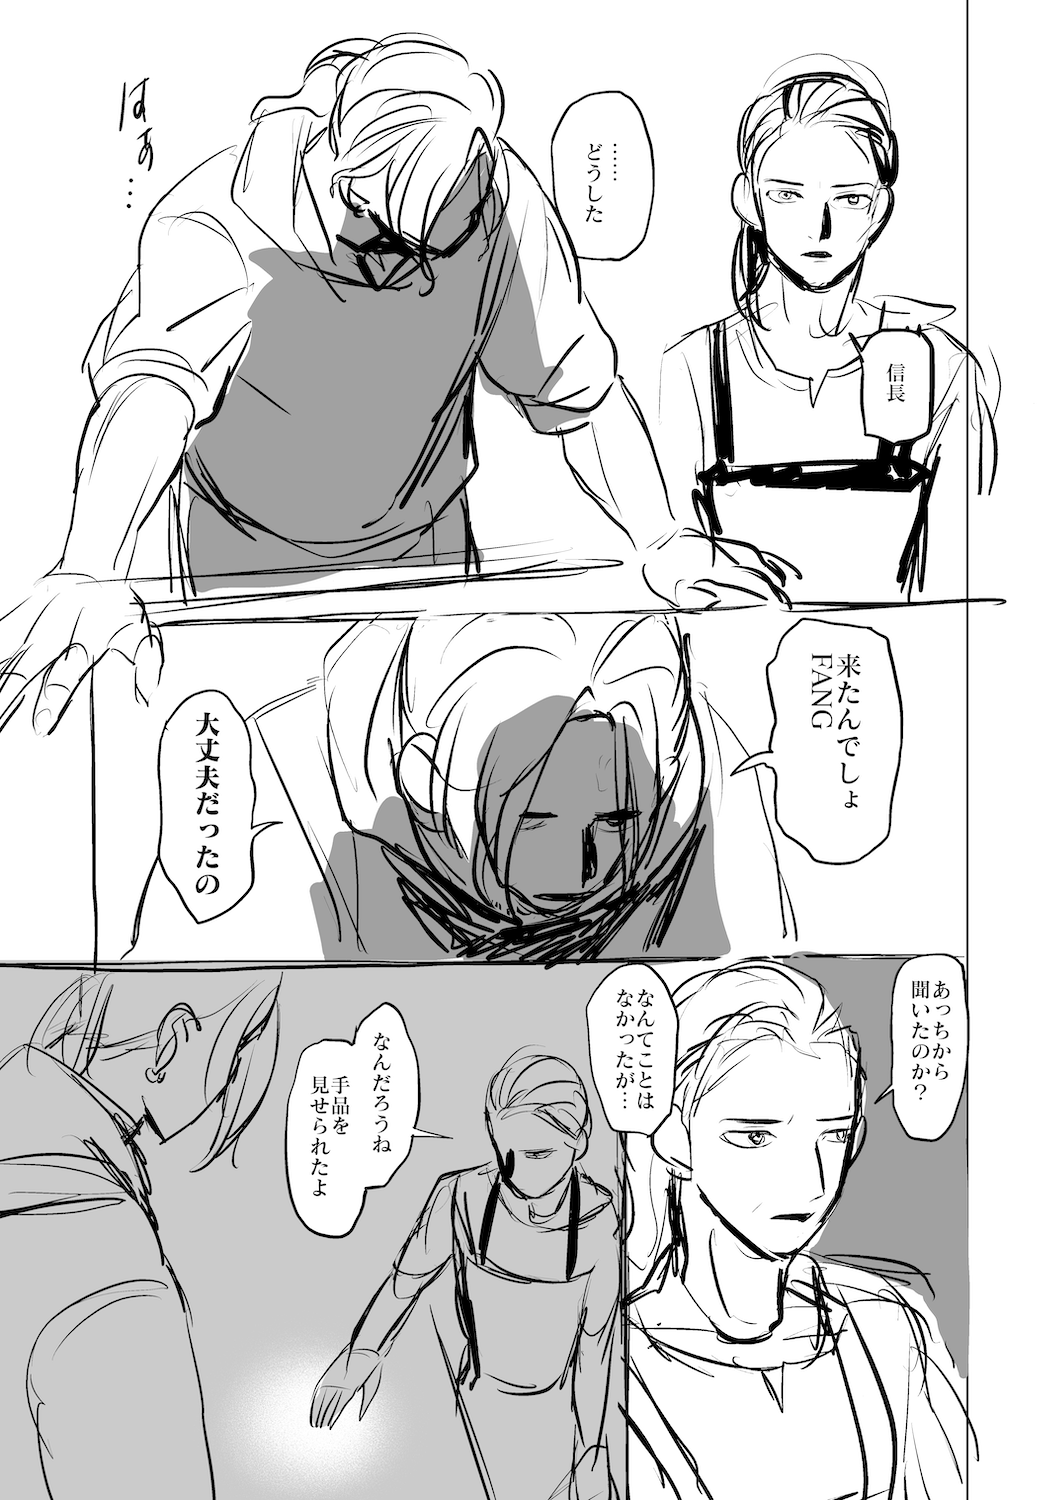 信長
……
どうした
はぁ…
来たんでしょ
FANG
大丈夫だったの
あっちから
聞いたのか？
なんてことは
なかったが…
なんだろうね
手品を
見せられたよ